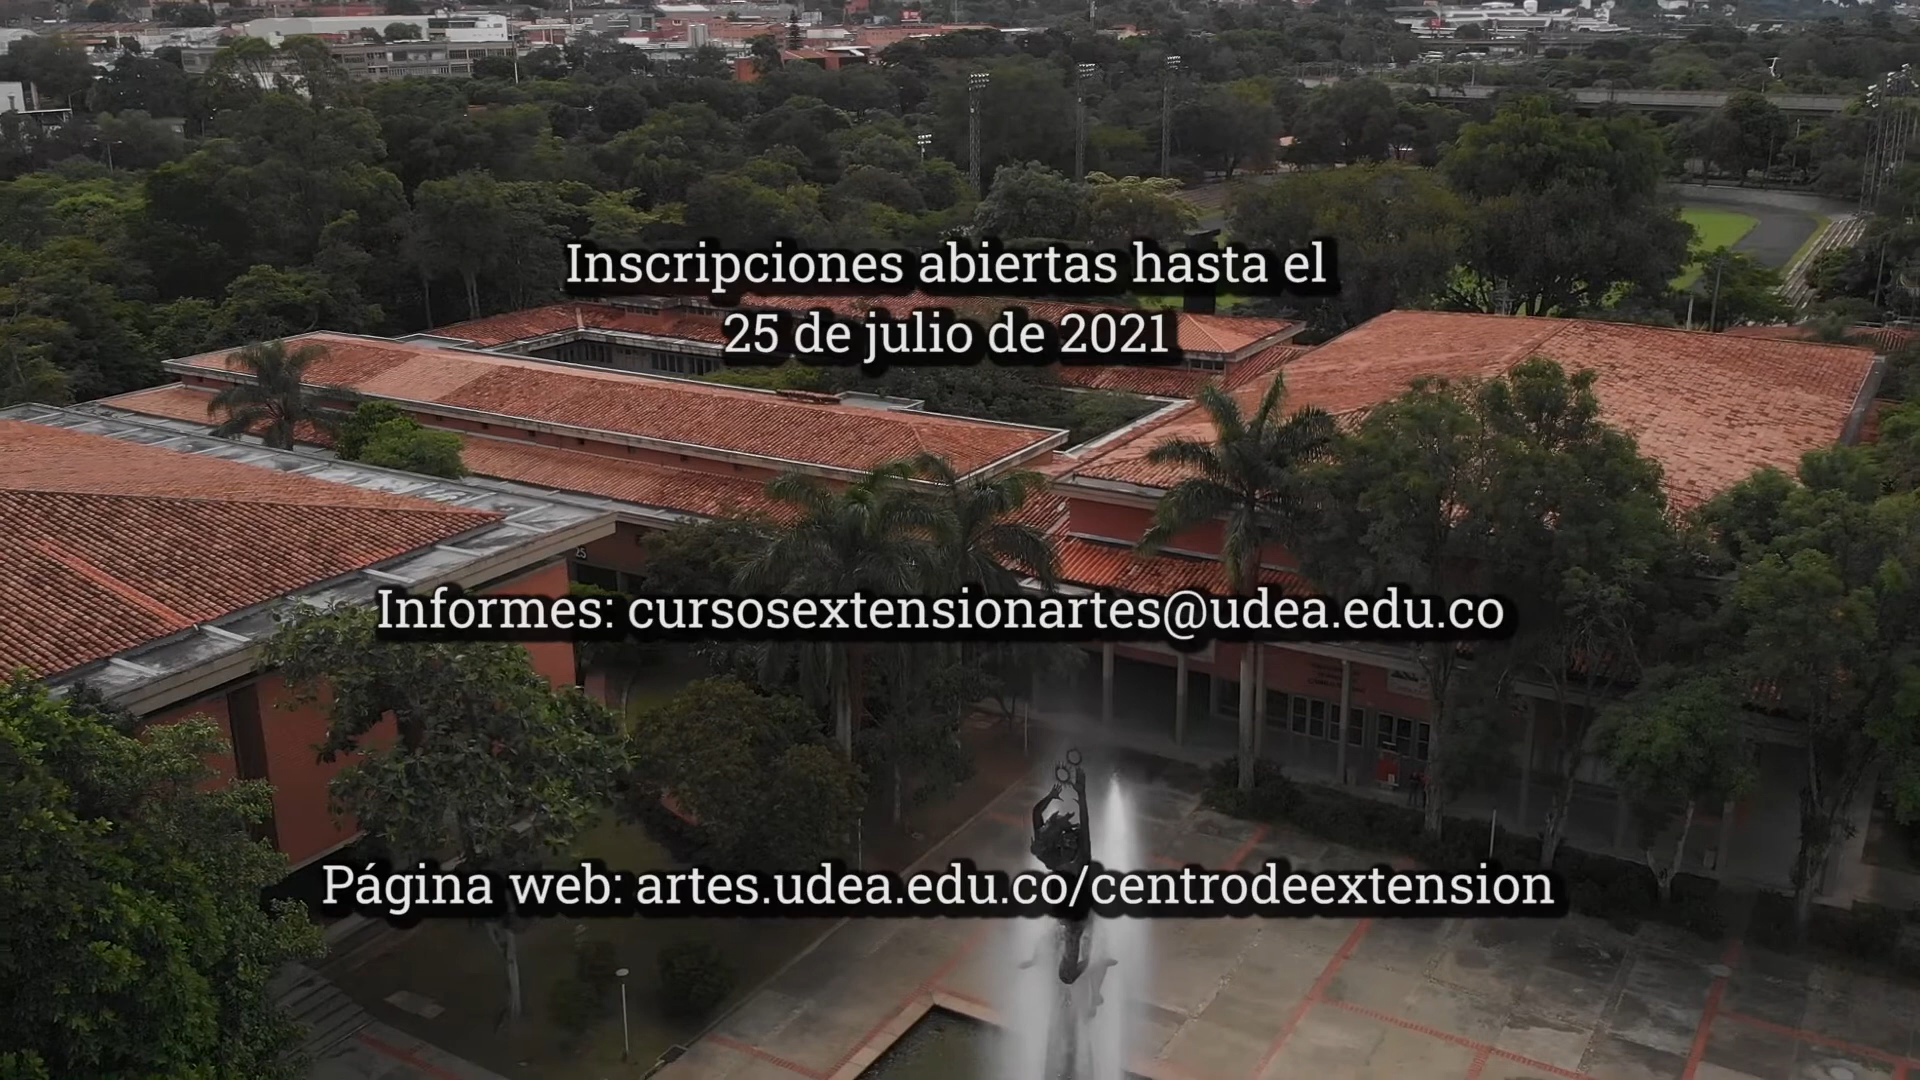 Inscripciones abiertas hasta el
25 de julio de 2021
25
Informes: cursosextensionartes@udea.edu.co
Página web: artes.udea.edu.co/centrodeextension